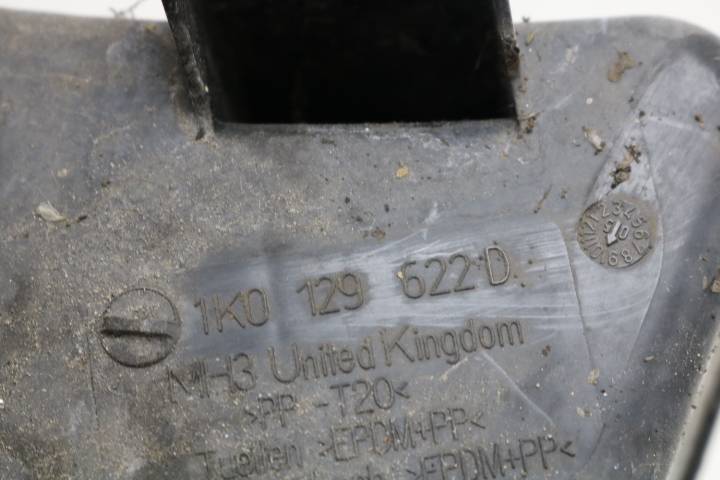 1K0 129 622 D
MH3 United Kingdom
>PP -T20<
Tuellen >EPDM+PP<
>EPDM+PP<